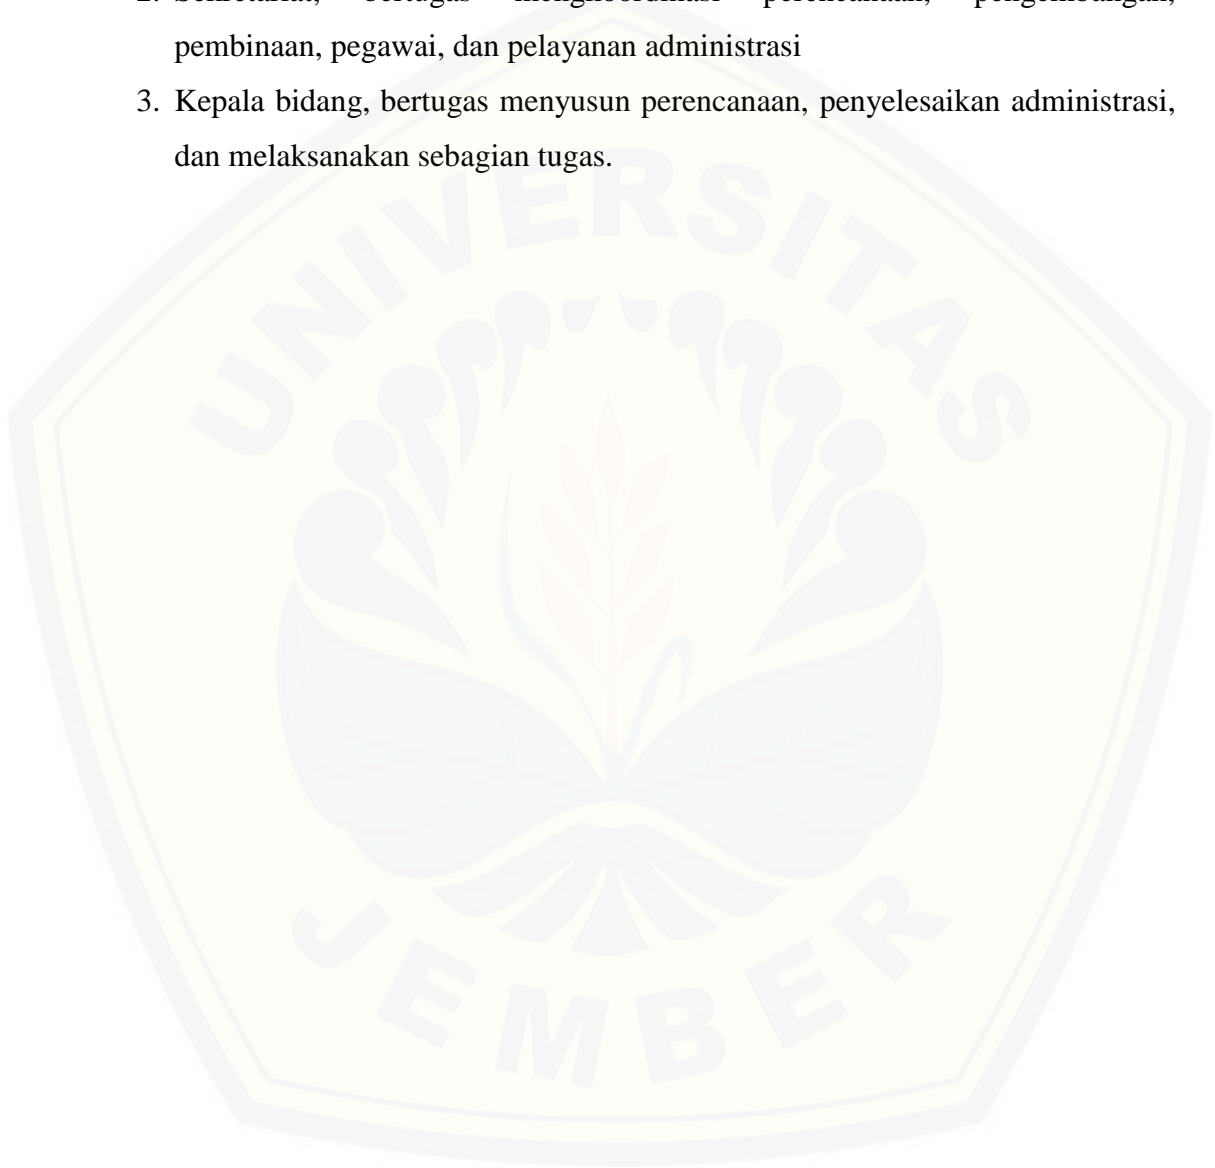 2. Sekretariat, bertugas mengkoordinasi perencanaan, pengembangan,
pembinaan, pegawai, dan pelayanan administrasi
3. Kepala bidang, bertugas menyusun perencanaan, penyelesaikan administrasi,
dan melaksanakan sebagian tugas.
UNIVERSITAS
JEMBER